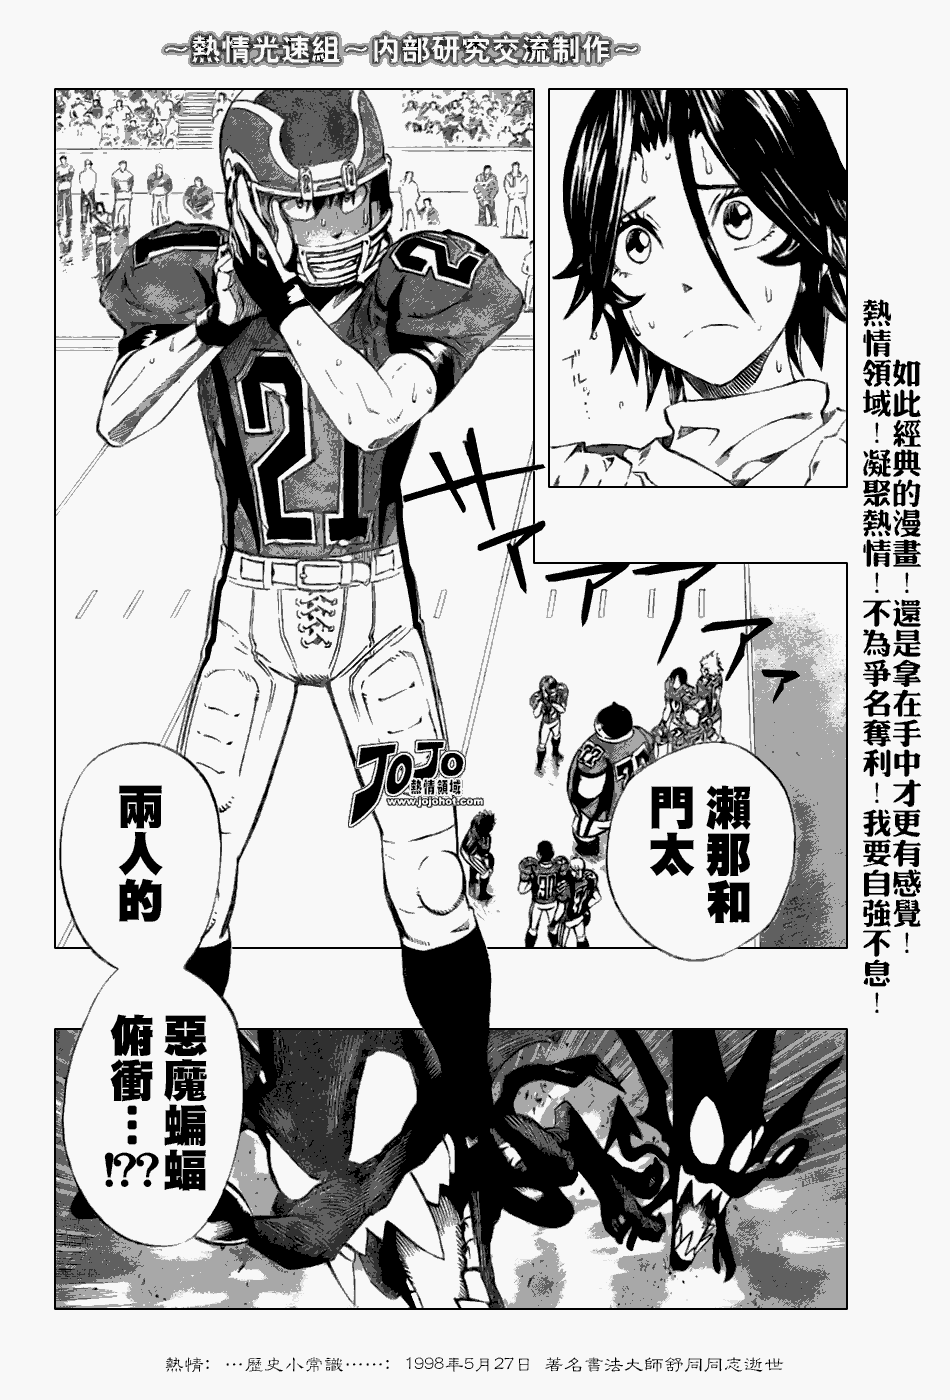 ～熱情光速組～內部研究交流制作～
如此經典的漫畫！還是拿在手中才更有感覺！
熱情領域！凝聚熱情！不為爭名奪利！我要自強不息！
2
21
ザアアアアァ
JOJO
熱情領域
www.jojohot.com
瀨那和
門太
兩人的
惡魔蝙蝠
俯衝…
!???
熱情：…歷史小常識……：1998年5月27日 著名書法大師舒同同志逝世